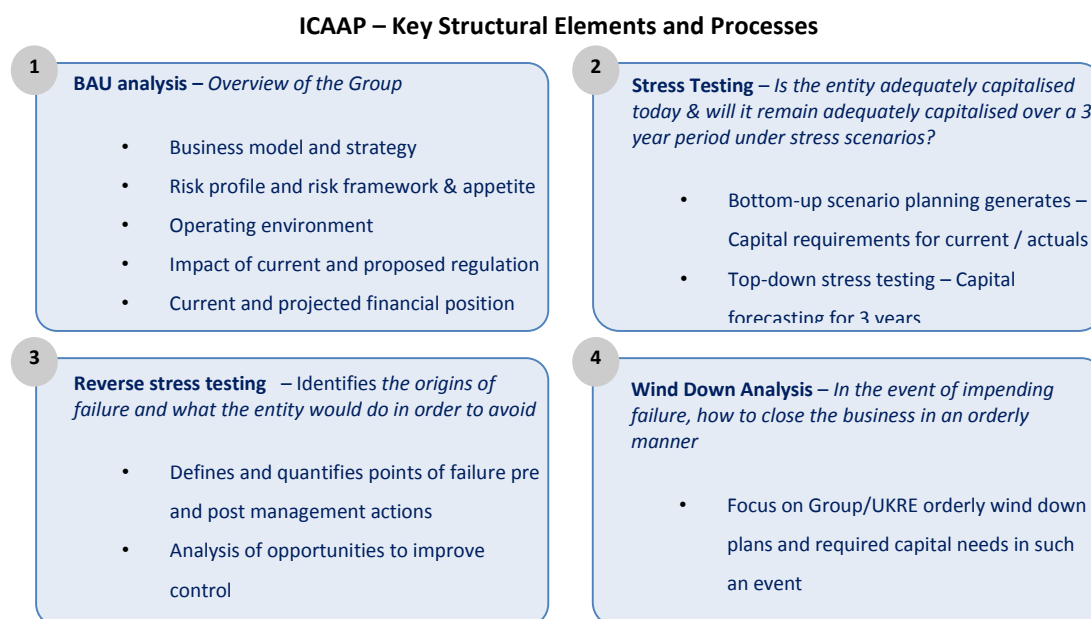 ICAAP – Key Structural Elements and Processes
1
BAU analysis – Overview of the Group
• Business model and strategy
• Risk profile and risk framework & appetite
• Operating environment
• Impact of current and proposed regulation
• Current and projected financial position
2
Stress Testing – Is the entity adequately capitalised
today & will it remain adequately capitalised over a 3
year period under stress scenarios?
• Bottom-up scenario planning generates –
Capital requirements for current / actuals
• Top-down stress testing – Capital
forecasting for 3 years
3
Reverse stress testing – Identifies the origins of
failure and what the entity would do in order to avoid
• Defines and quantifies points of failure pre
and post management actions
• Analysis of opportunities to improve
control
4
Wind Down Analysis – In the event of impending
failure, how to close the business in an orderly
manner
• Focus on Group/UKRE orderly wind down
plans and required capital needs in such
an event